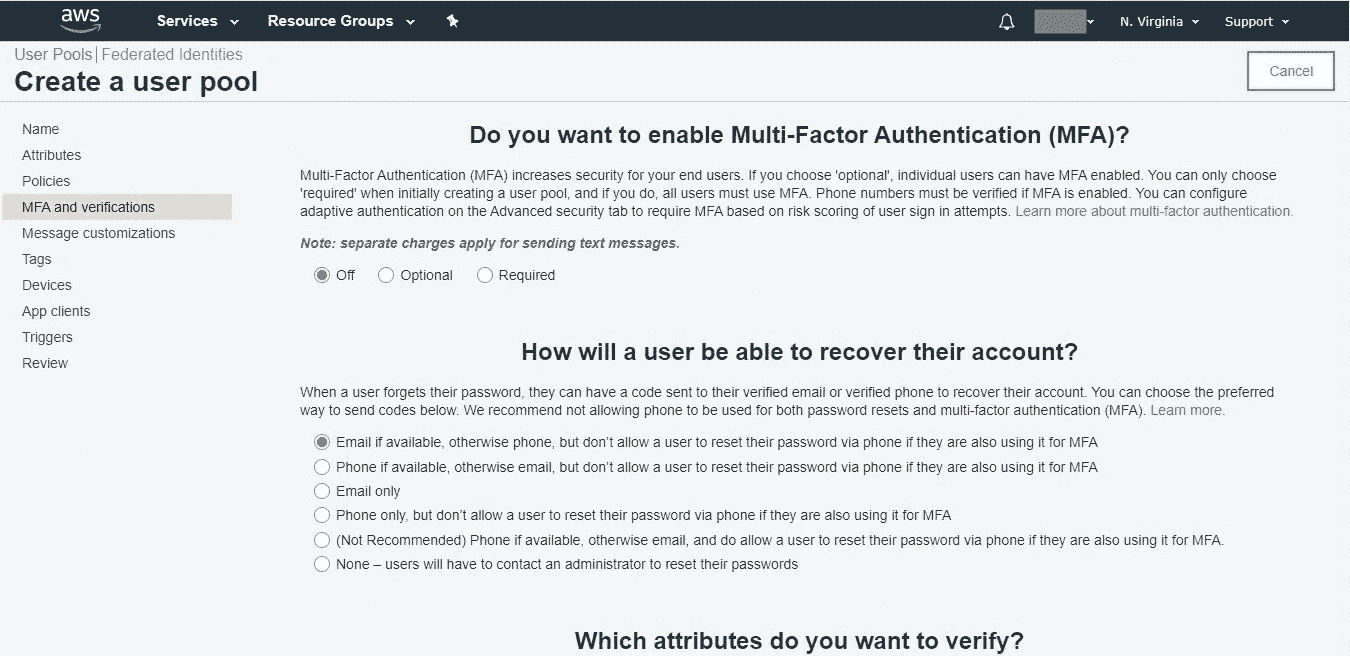 aws Services Resource Groups N. Virginia Support
User Pools | Federated Identities
Create a user pool
Cancel
Name
Attributes
Policies
MFA and verifications
Message customizations
Tags
Devices
App clients
Triggers
Review
Do you want to enable Multi-Factor Authentication (MFA)?
Multi-Factor Authentication (MFA) increases security for your end users. If you choose 'optional', individual users can have MFA enabled. You can only choose
'required' when initially creating a user pool, and if you do, all users must use MFA. Phone numbers must be verified if MFA is enabled. You can configure
adaptive authentication on the Advanced security tab to require MFA based on risk scoring of user sign in attempts. Learn more about multi-factor authentication.
Note: separate charges apply for sending text messages.
Off Optional Required
How will a user be able to recover their account?
When a user forgets their password, they can have a code sent to their verified email or verified phone to recover their account. You can choose the preferred
way to send codes below. We recommend not allowing phone to be used for both password resets and multi-factor authentication (MFA). Learn more.
Email if available, otherwise phone, but don’t allow a user to reset their password via phone if they are also using it for MFA
Phone if available, otherwise email, but don’t allow a user to reset their password via phone if they are also using it for MFA
Email only
Phone only, but don’t allow a user to reset their password via phone if they are also using it for MFA
(Not Recommended) Phone if available, otherwise email, and do allow a user to reset their password via phone if they are also using it for MFA.
None – users will have to contact an administrator to reset their passwords
Which attributes do you want to verify?